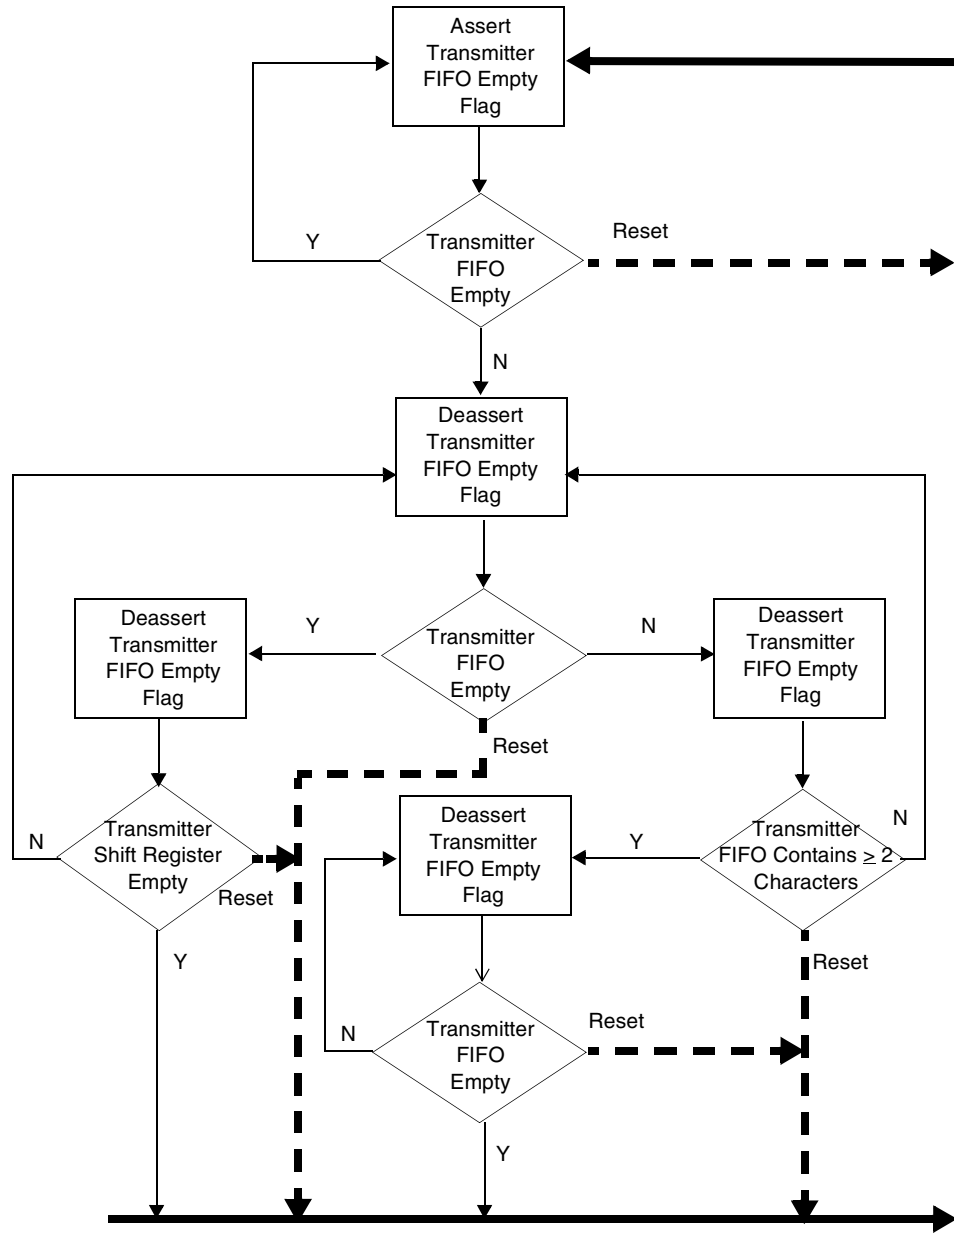 Assert
Transmitter
FIFO Empty
Flag
Y
Transmitter
FIFO
Empty
Reset
N
Deassert
Transmitter
FIFO Empty
Flag
Deassert
Transmitter
FIFO Empty
Flag
Y
Transmitter
FIFO
Empty
N
Deassert
Transmitter
FIFO Empty
Flag
Reset
N
Transmitter
Shift Register
Empty
Reset
Y
Deassert
Transmitter
FIFO Empty
Flag
Y
Transmitter
FIFO Contains ≥ 2
Characters
N
Reset
N
Transmitter
FIFO
Empty
Reset
Y